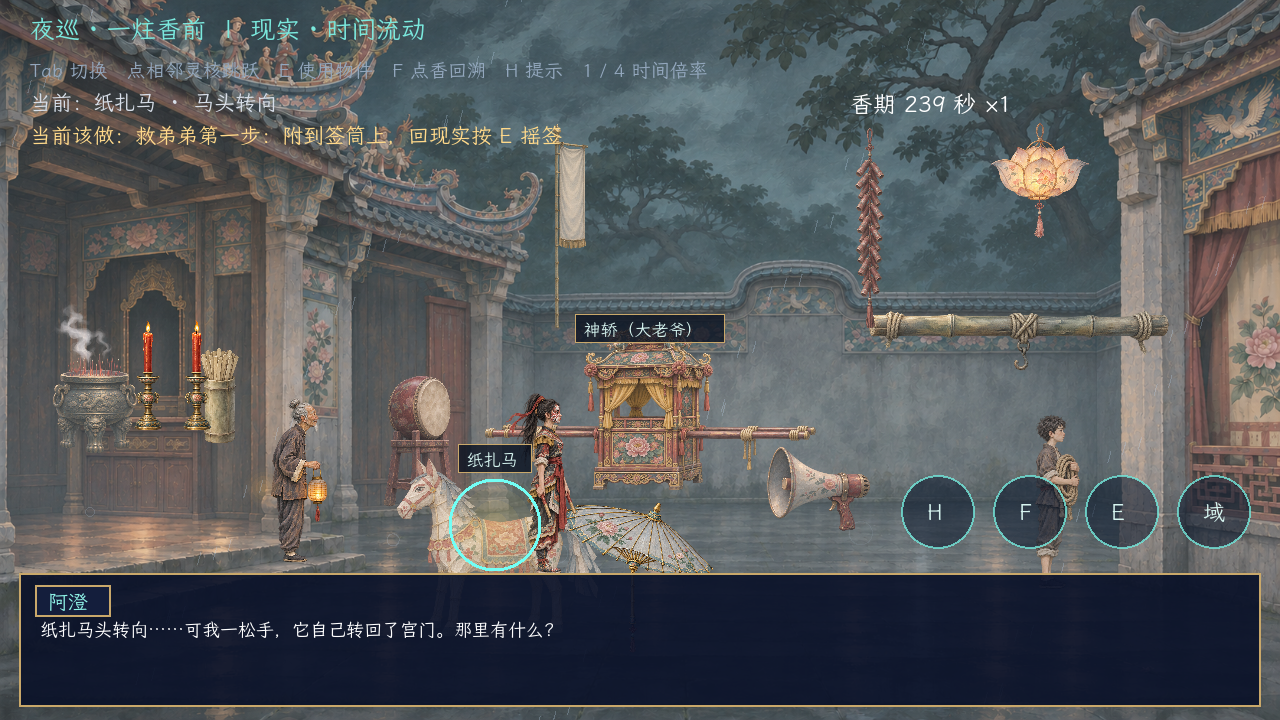 夜巡·一炷香前 | 现实·时间流动
Tab 切换 点相邻灵核跳跃 E 使用物件 F 点香回溯 H 提示 1/4 时间倍率
当前：纸扎马 · 马头转向
香期 239 秒 ×1
当前该做：救弟弟第一步：附到签筒上，回现实按 E 摇签
神轿（大老爷）
纸扎马
H
F
E
域
阿澄
纸扎马头转向……可我一松手，它自己转回了宫门。那里有什么？